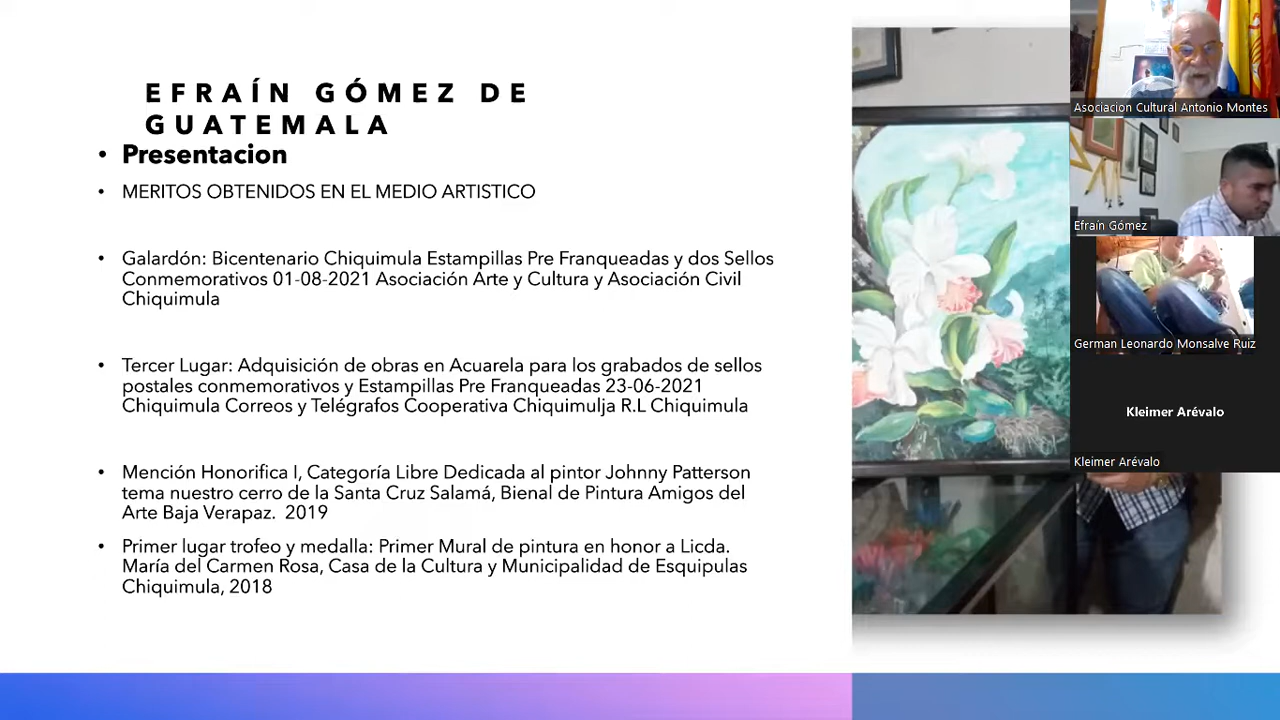 EFRAÍN GÓMEZ DE
GUATEMALA
• Presentacion
• MERITOS OBTENIDOS EN EL MEDIO ARTISTICO
• Galardón: Bicentenario Chiquimula Estampillas Pre Franqueadas y dos Sellos
Conmemorativos 01-08-2021 Asociación Arte y Cultura y Asociación Civil
Chiquimula
• Tercer Lugar: Adquisición de obras en Acuarela para los grabados de sellos
postales conmemorativos y Estampillas Pre Franqueadas 23-06-2021
Chiquimula Correos y Telégrafos Cooperativa Chiquimulja R.L Chiquimula
• Mención Honorifica I, Categoría Libre Dedicada al pintor Johnny Patterson
tema nuestro cerro de la Santa Cruz Salamá, Bienal de Pintura Amigos del
Arte Baja Verapaz. 2019
• Primer lugar trofeo y medalla: Primer Mural de pintura en honor a Licda.
María del Carmen Rosa, Casa de la Cultura y Municipalidad de Esquipulas
Chiquimula, 2018
Asociacion Cultural Antonio Montes
Efraín Gómez
German Leonardo Monsalve Ruiz
Kleimer Arévalo
Kleimer Arévalo